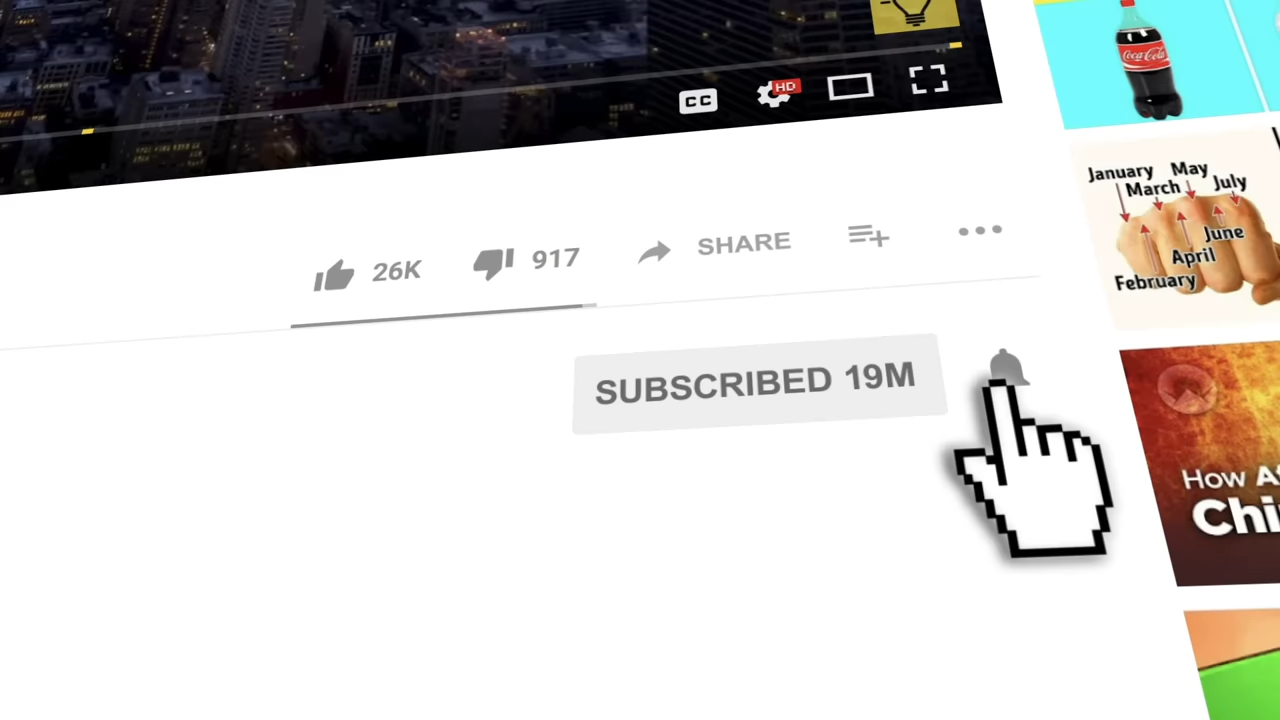 Coca-Cola
CC
HD
January
May
March
July
June
April
February
26K
917
SHARE
SUBSCRIBED 19M
How
Chi